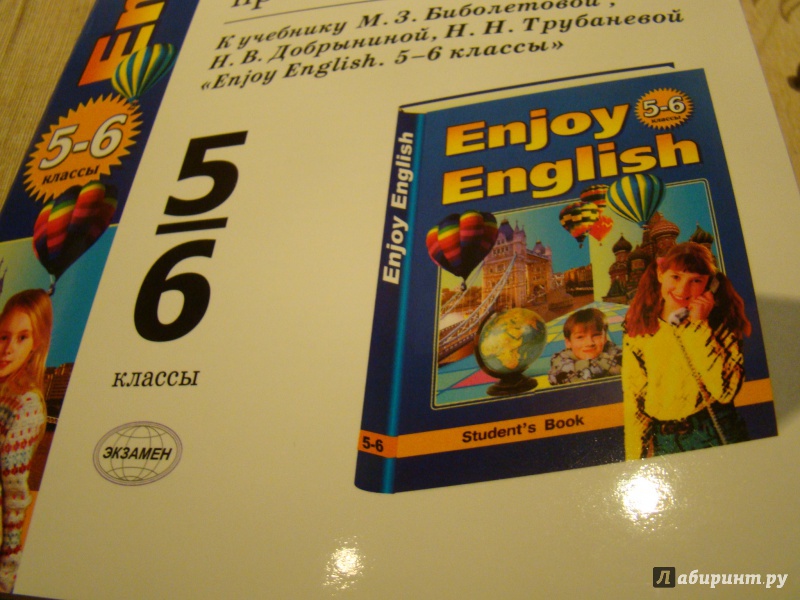 К учебнику М. З. Биболетовой,
Н. В. Добрыниной, Н. Н. Трубаневой
«Enjoy English. 5–6 классы»
5-6
классы
5
6
классы
ЭКЗАМЕН
Enjoy English
5-6
Enjoy
English
5-6
классы
Student's Book
Лабиринт.ру